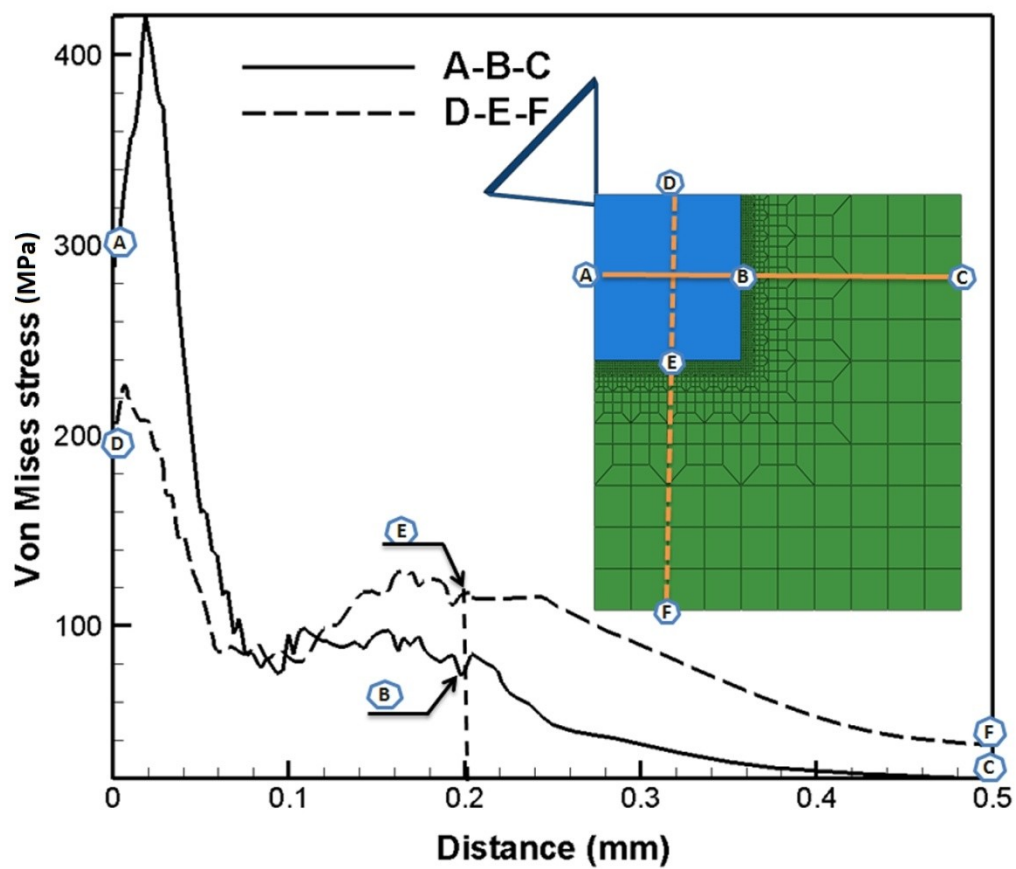 400
300
200
100
Von Mises stress (MPa)
A-B-C
D-E-F
A
D
E
B
F
C
D
A
B
C
E
F
0
0.1
0.2
0.3
0.4
0.5
Distance (mm)